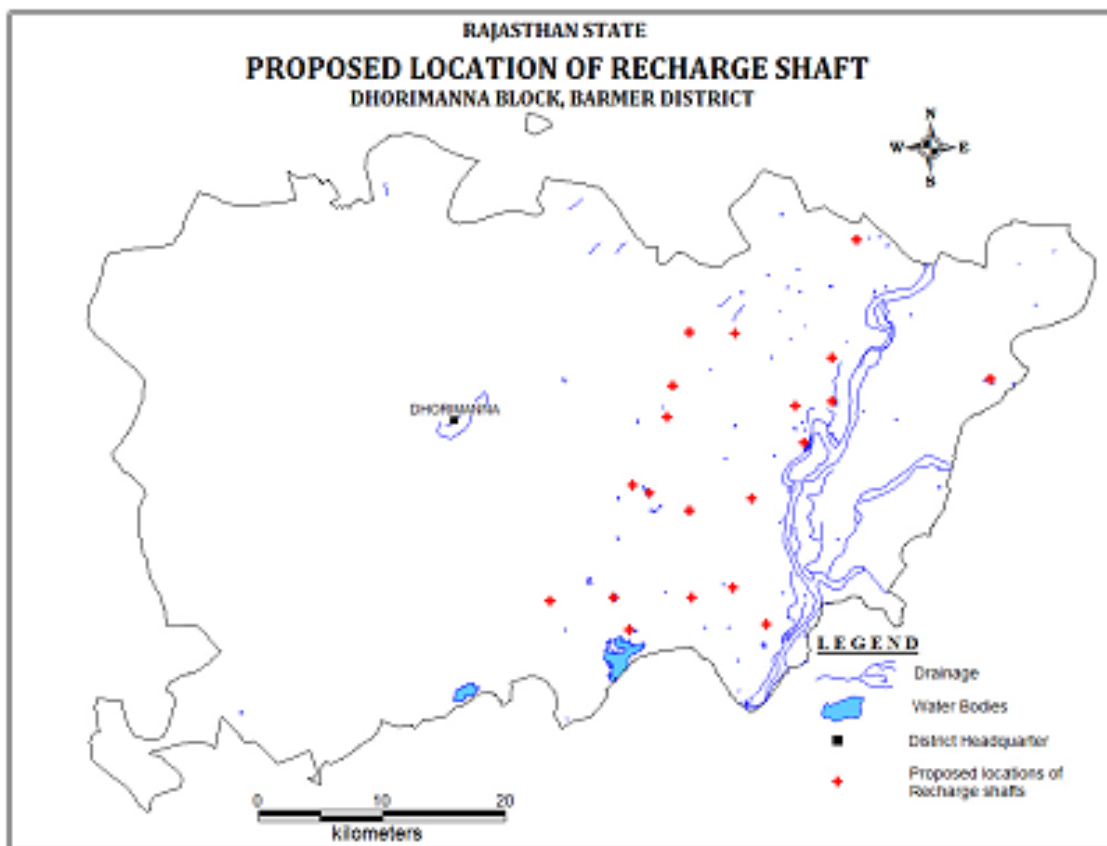 RAJASTHAN STATE
PROPOSED LOCATION OF RECHARGE SHAFT
DHORIMANNA BLOCK, BARMER DISTRICT
N
W E
S
DHORIMANNA
LEGEND
Drainage
Water Bodies
District Headquarter
Proposed locations of
Recharge shafts
0 10 20
kilometers